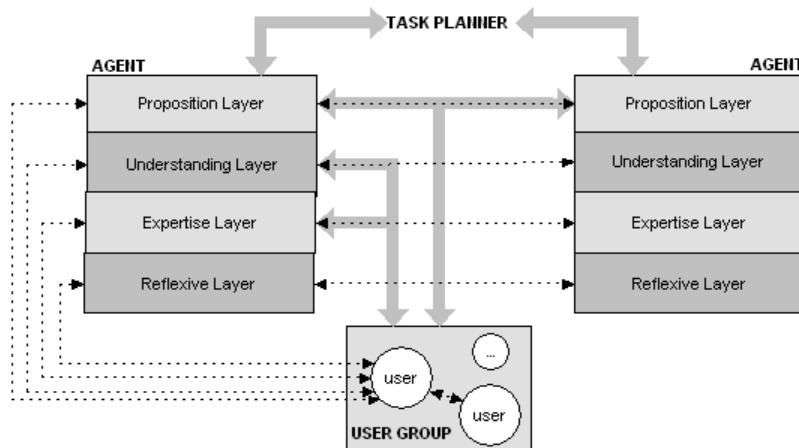 TASK PLANNER
AGENT
AGENT
Proposition Layer
Proposition Layer
Understanding Layer
Understanding Layer
Expertise Layer
Expertise Layer
Reflexive Layer
Reflexive Layer
...
user
user
USER GROUP